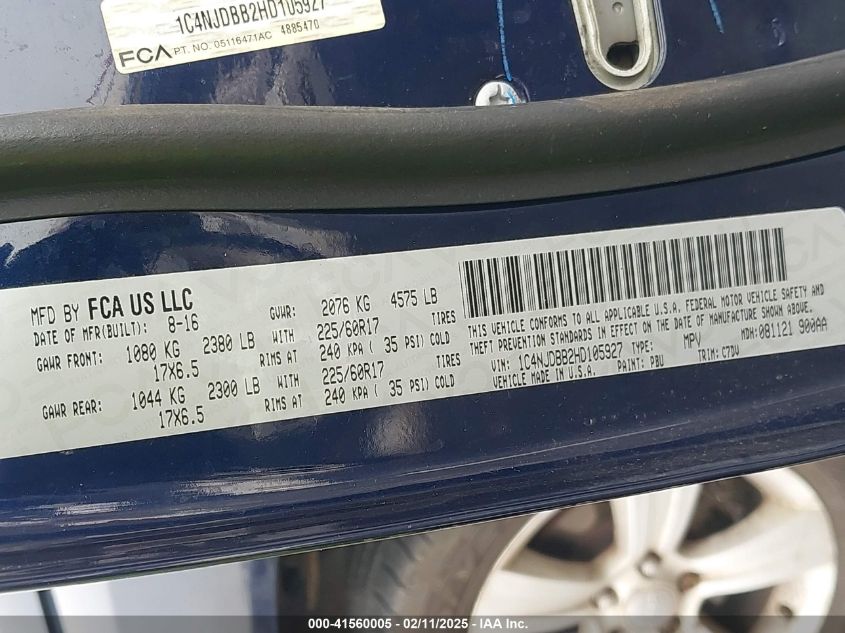 1C4NJDBB2HD105927
FCA PT. NO. 05116471AC 4885470
MFD BY FCA US LLC
DATE OF MFR(BUILT): 8-16 GVWR: 2076 KG 4575 LB
GAWR FRONT: 1080 KG 2380 LB WITH 225/60R17 TIRES
17X6.5 RIMS AT 240 KPA ( 35 PSI) COLD
GAWR REAR: 1044 KG 2300 LB WITH 225/60R17 TIRES
17X6.5 RIMS AT 240 KPA ( 35 PSI) COLD
THIS VEHICLE CONFORMS TO ALL APPLICABLE U.S.A. FEDERAL MOTOR VEHICLE SAFETY AND
THEFT PREVENTION STANDARDS IN EFFECT ON THE DATE OF MANUFACTURE SHOWN ABOVE.
VIN: 1C4NJDBB2HD105927 TYPE: MPV MDH: 081121 900AA
VEHICLE MADE IN U.S.A. PAINT: PBU TRIM: C7DV
000-41560005 - 02/11/2025 - IAAI.COM